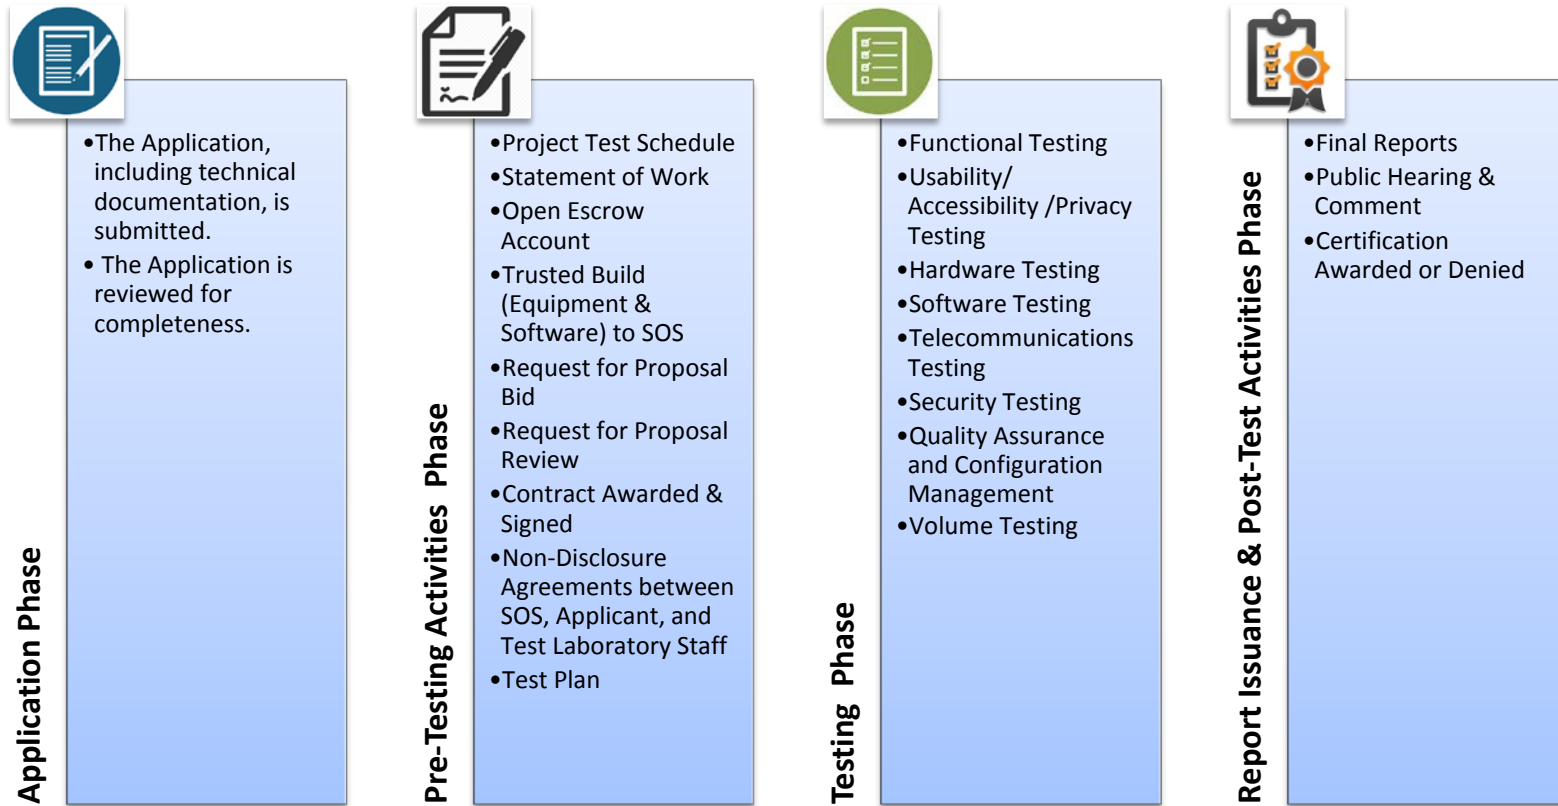 Application Phase
•The Application,
including technical
documentation, is
submitted.
• The Application is
reviewed for
completeness.
Pre-Testing Activities Phase
•Project Test Schedule
•Statement of Work
•Open Escrow
Account
•Trusted Build
(Equipment &
Software) to SOS
•Request for Proposal
Bid
•Request for Proposal
Review
•Contract Awarded &
Signed
•Non-Disclosure
Agreements between
SOS, Applicant, and
Test Laboratory Staff
•Test Plan
Testing Phase
•Functional Testing
•Usability/
Accessibility /Privacy
Testing
•Hardware Testing
•Software Testing
•Telecommunications
Testing
•Security Testing
•Quality Assurance
and Configuration
Management
•Volume Testing
Report Issuance & Post-Test Activities Phase
•Final Reports
•Public Hearing &
Comment
•Certification
Awarded or Denied